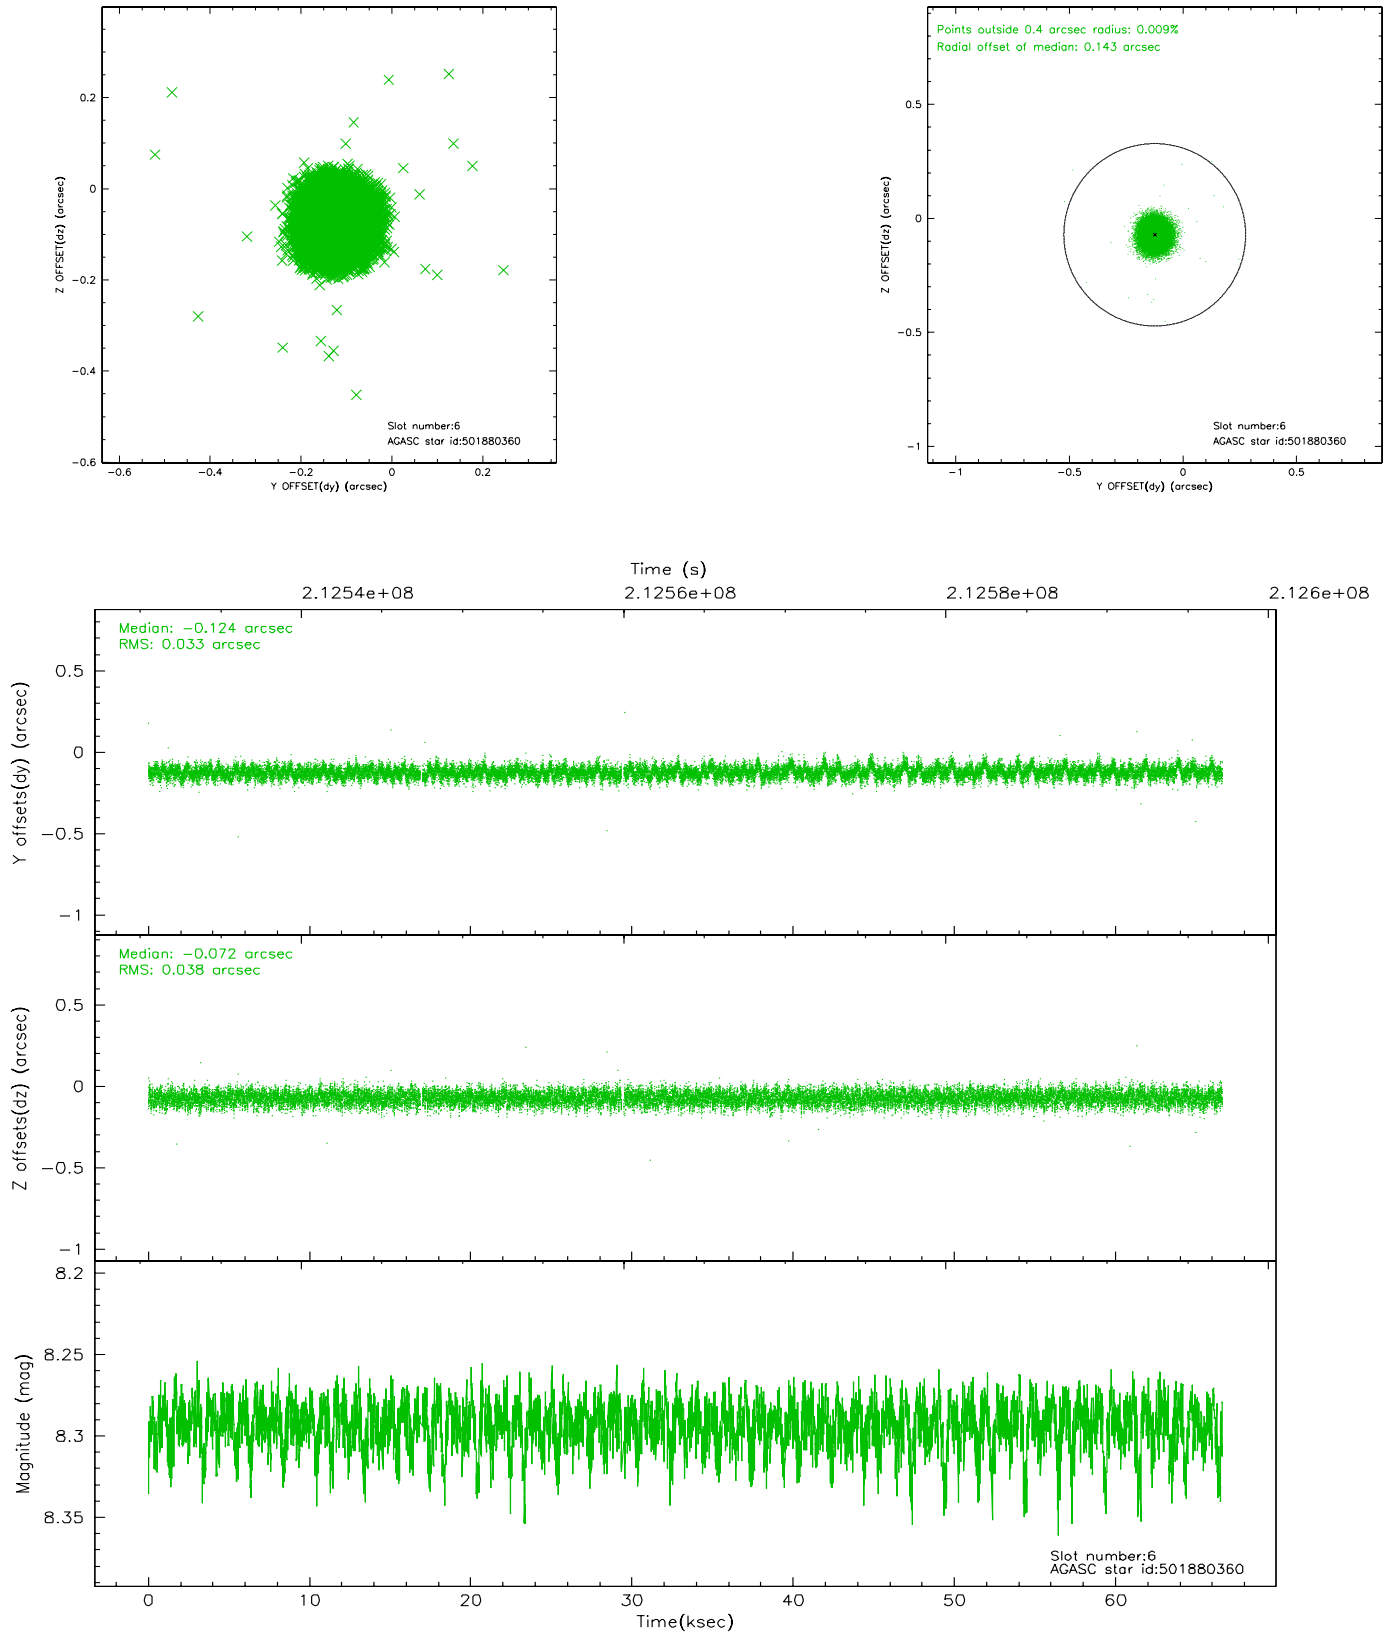 0.2
0
-0.2
-0.4
-0.6
-0.6
-0.4
-0.2
0
0.2
Z OFFSET(dz) (arcsec)
Y OFFSET(dy) (arcsec)
Slot number:6
AGASC star id:501880360
Points outside 0.4 arcsec radius: 0.009%
Radial offset of median: 0.143 arcsec
0.5
0
-0.5
-1
-1
-0.5
0
0.5
Z OFFSET(dz) (arcsec)
Y OFFSET(dy) (arcsec)
Slot number:6
AGASC star id:501880360
Time (s)
2.1254e+08
2.1256e+08
2.1258e+08
2.126e+08
Median: -0.124 arcsec
RMS: 0.033 arcsec
0.5
0
-0.5
-1
Y offsets(dy) (arcsec)
Median: -0.072 arcsec
RMS: 0.038 arcsec
0.5
0
-0.5
-1
Z offsets(dz) (arcsec)
8.2
8.25
8.3
8.35
Magnitude (mag)
Slot number:6
AGASC star id:501880360
0
10
20
30
40
50
60
Time(ksec)